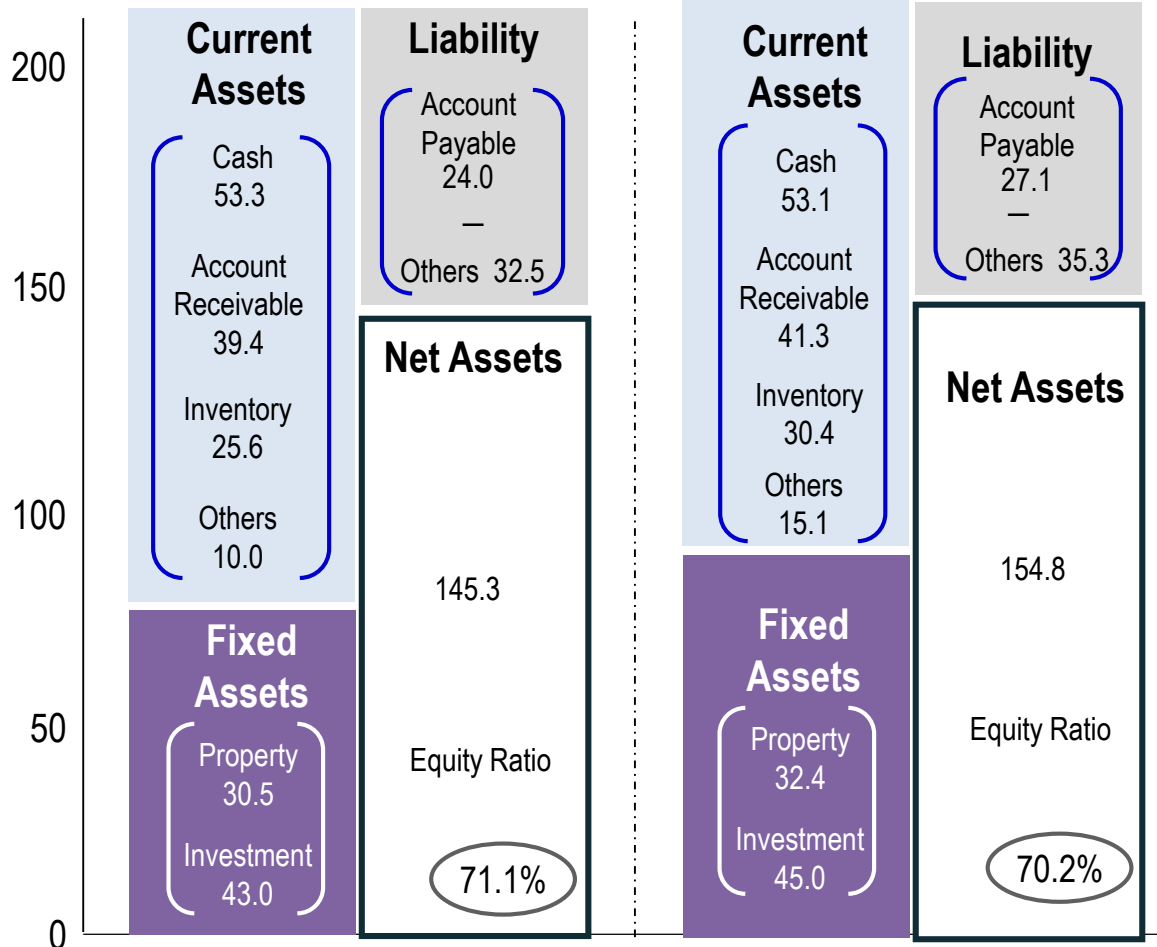 200
150
100
50
0
Current
Assets
Cash
53.3
Account
Receivable
39.4
Inventory
25.6
Others
10.0
Fixed
Assets
Property
30.5
Investment
43.0
Liability
Account
Payable
24.0
–
Others 32.5
Net Assets
145.3
Equity Ratio
71.1%
Current
Assets
Cash
53.1
Account
Receivable
41.3
Inventory
30.4
Others
15.1
Fixed
Assets
Property
32.4
Investment
45.0
Liability
Account
Payable
27.1
–
Others 35.3
Net Assets
154.8
Equity Ratio
70.2%